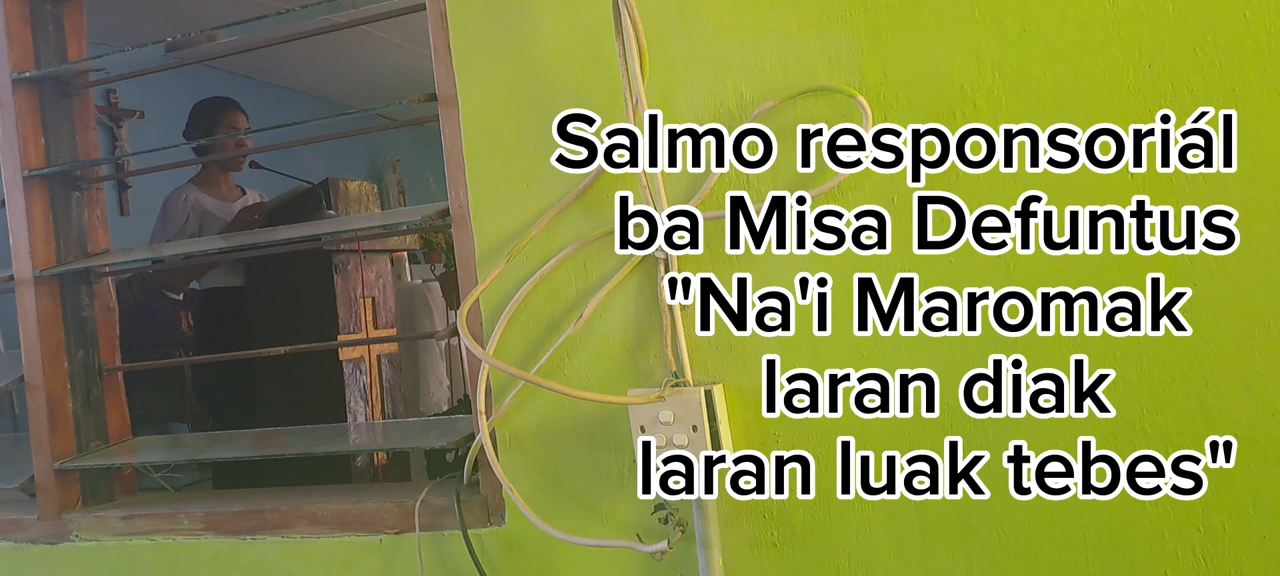 Salmo responsoriál
ba Misa Defuntus
"Na'i Maromak
laran diak
laran luak tebes"